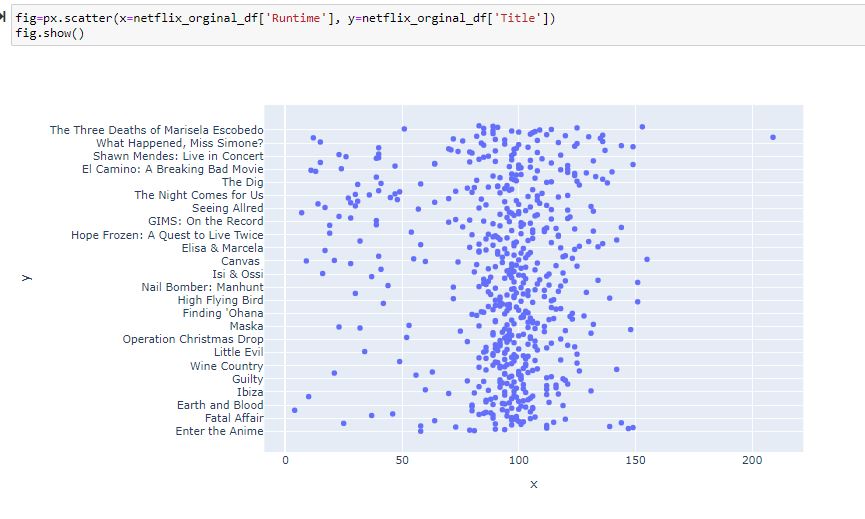 fig=px.scatter(x=netflix_orginal_df['Runtime'], y=netflix_orginal_df['Title'])
fig.show()
The Three Deaths of Marisela Escobedo
What Happened, Miss Simone?
Shawn Mendes: Live in Concert
El Camino: A Breaking Bad Movie
The Dig
The Night Comes for Us
Seeing Allred
GIMS: On the Record
Hope Frozen: A Quest to Live Twice
Elisa & Marcela
Canvas
Isi & Ossi
Nail Bomber: Manhunt
High Flying Bird
Finding 'Ohana
Maska
Operation Christmas Drop
Little Evil
Wine Country
Guilty
Ibiza
Earth and Blood
Fatal Affair
Enter the Anime
y
0 50 100 150 200
x